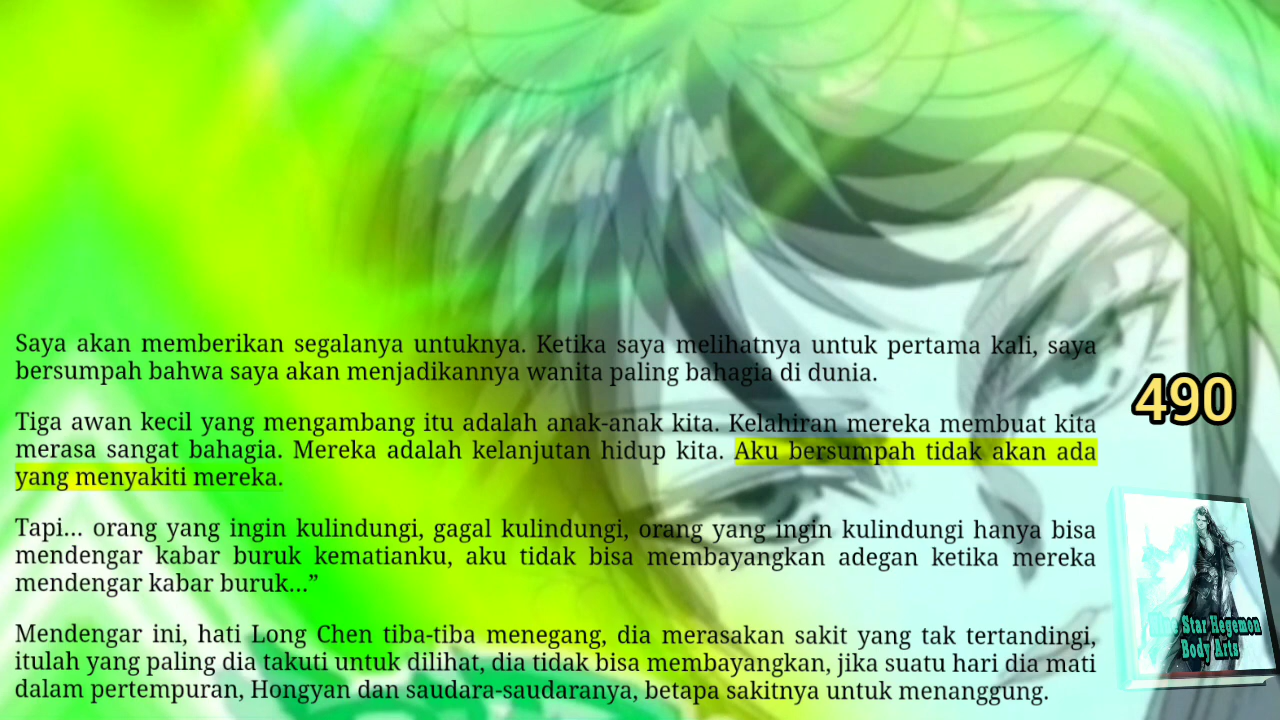 Saya akan memberikan segalanya untuknya. Ketika saya melihatnya untuk pertama kali, saya
bersumpah bahwa saya akan menjadikannya wanita paling bahagia di dunia.
Tiga awan kecil yang mengambang itu adalah anak-anak kita. Kelahiran mereka membuat kita
merasa sangat bahagia. Mereka adalah kelanjutan hidup kita. Aku bersumpah tidak akan ada
yang menyakiti mereka.
Tapi... orang yang ingin kulindungi, gagal kulindungi, orang yang ingin kulindungi hanya bisa
mendengar kabar buruk kematianku, aku tidak bisa membayangkan adegan ketika mereka
mendengar kabar buruk...”
Mendengar ini, hati Long Chen tiba-tiba menegang, dia merasakan sakit yang tak tertandingi,
itulah yang paling dia takuti untuk dilihat, dia tidak bisa membayangkan, jika suatu hari dia mati
dalam pertempuran, Hongyan dan saudara-saudaranya, betapa sakitnya untuk menanggung.
490
Nine Star Hegemon
Body Arts